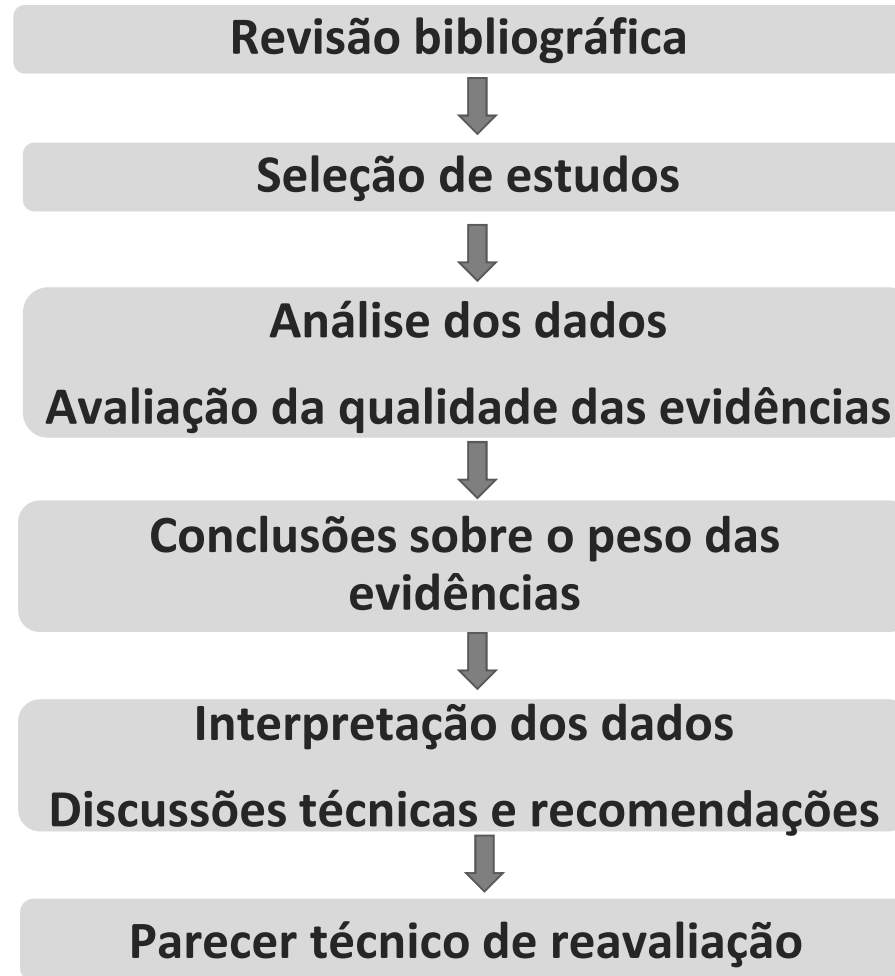 Revisão bibliográfica
Seleção de estudos
Análise dos dados
Avaliação da qualidade das evidências
Conclusões sobre o peso das
evidências
Interpretação dos dados
Discussões técnicas e recomendações
Parecer técnico de reavaliação